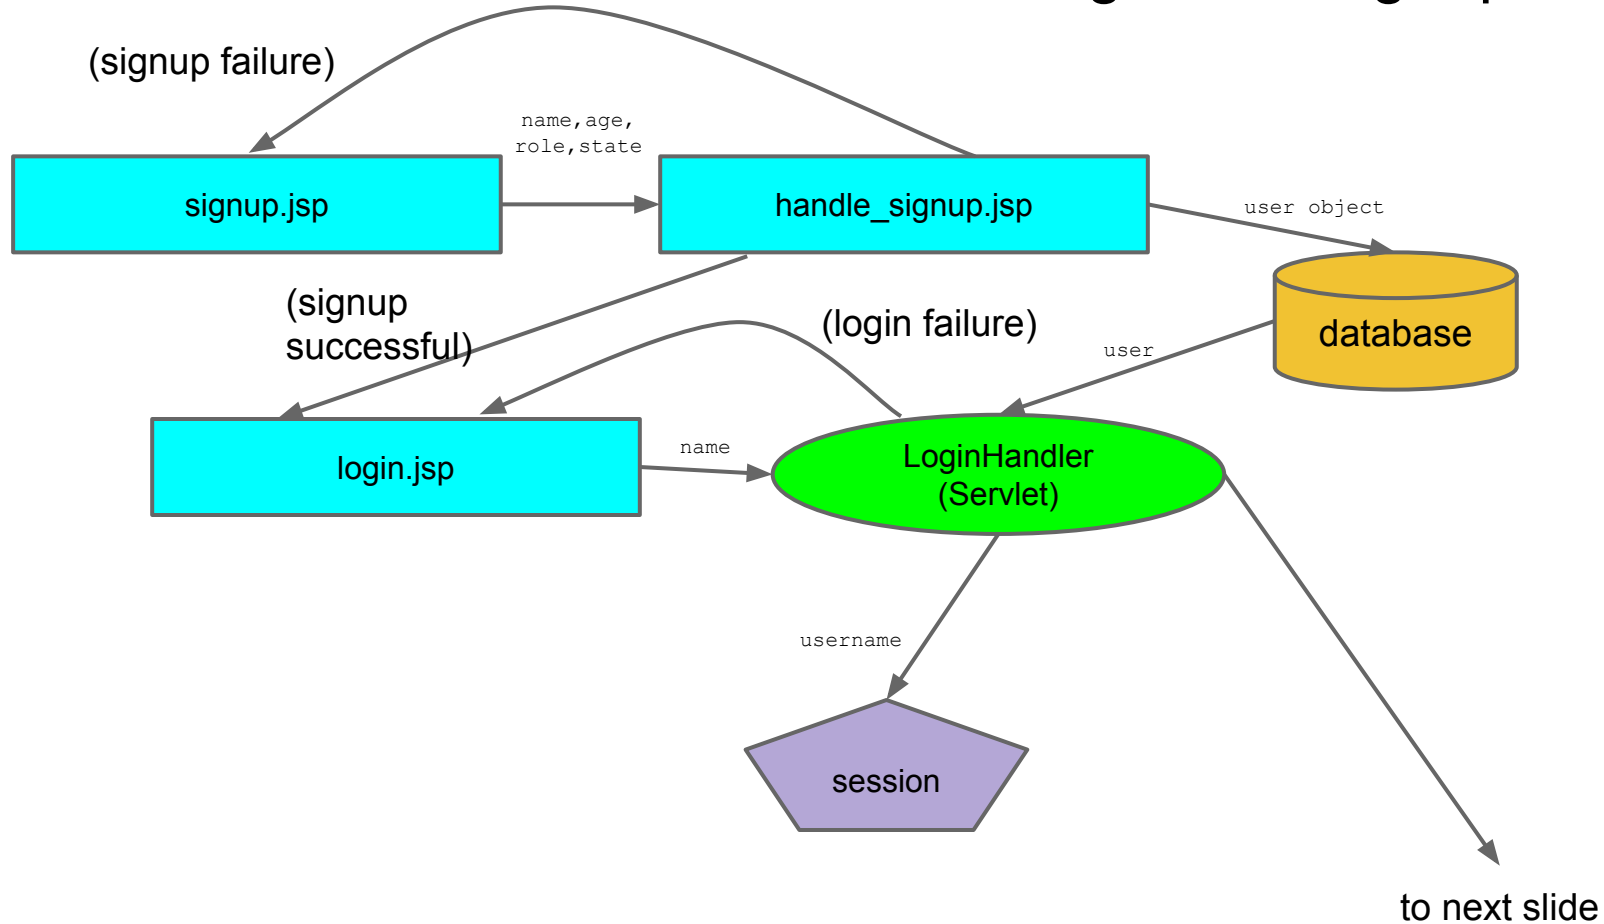 (signup failure)
name,age,
role,state
signup.jsp
handle_signup.jsp
user object
(signup
successful)
(login failure)
user
database
login.jsp
name
LoginHandler
(Servlet)
username
session
to next slide